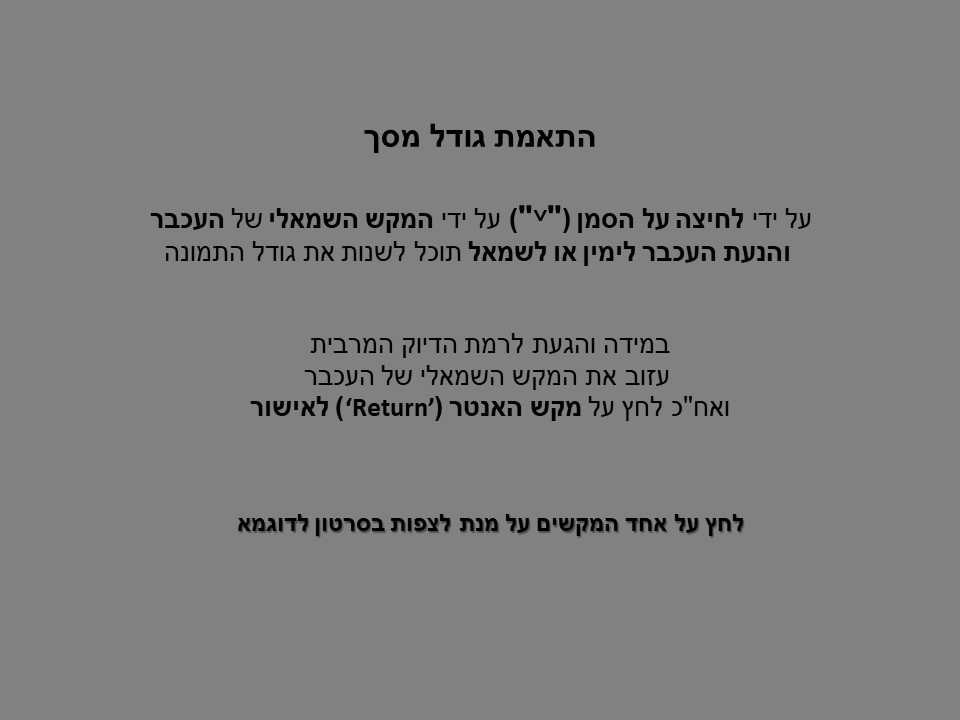 התאמת גודל מסך
על ידי לחיצה על הסמן ("˅") על ידי המקש השמאלי של העכבר
והנעת העכבר לימין או לשמאל תוכל לשנות את גודל התמונה
במידה והגעת לרמת הדיוק המרבית
עזוב את המקש השמאלי של העכבר
ואח"כ לחץ על מקש האנטר (’Return‘) לאישור
לחץ על אחד המקשים על מנת לצפות בסרטון לדוגמא